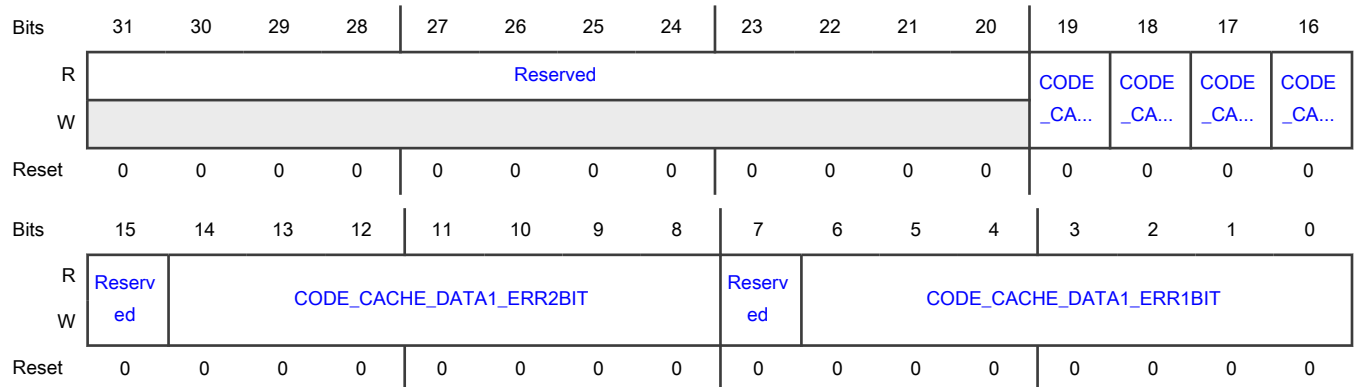 Bits 31 30 29 28 27 26 25 24 23 22 21 20 19 18 17 16
R Reserved CODE CODE CODE CODE
W _CA... _CA... _CA... _CA...
Reset 0 0 0 0 0 0 0 0 0 0 0 0 0 0 0 0
Bits 15 14 13 12 11 10 9 8 7 6 5 4 3 2 1 0
R Reserv CODE_CACHE_DATA1_ERR2BIT Reserv CODE_CACHE_DATA1_ERR1BIT
W ed ed
Reset 0 0 0 0 0 0 0 0 0 0 0 0 0 0 0 0